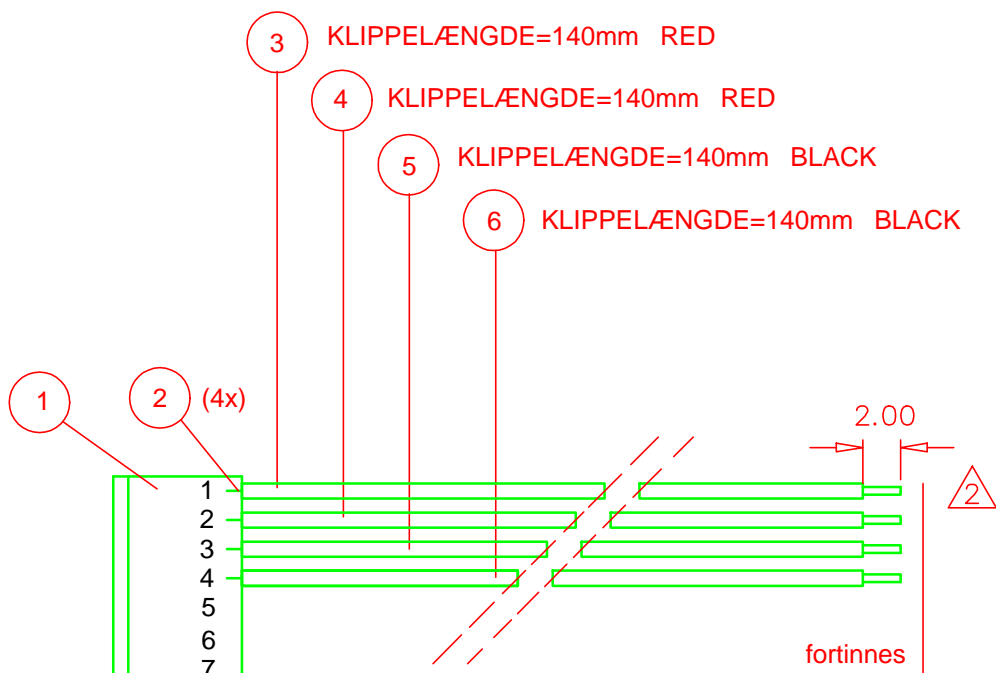 3 KLIPPELÆNGDE=140mm RED
4 KLIPPELÆNGDE=140mm RED
5 KLIPPELÆNGDE=140mm BLACK
6 KLIPPELÆNGDE=140mm BLACK
1
2 (4x)
2.00
2
1
2
3
4
5
6
7
fortinnes